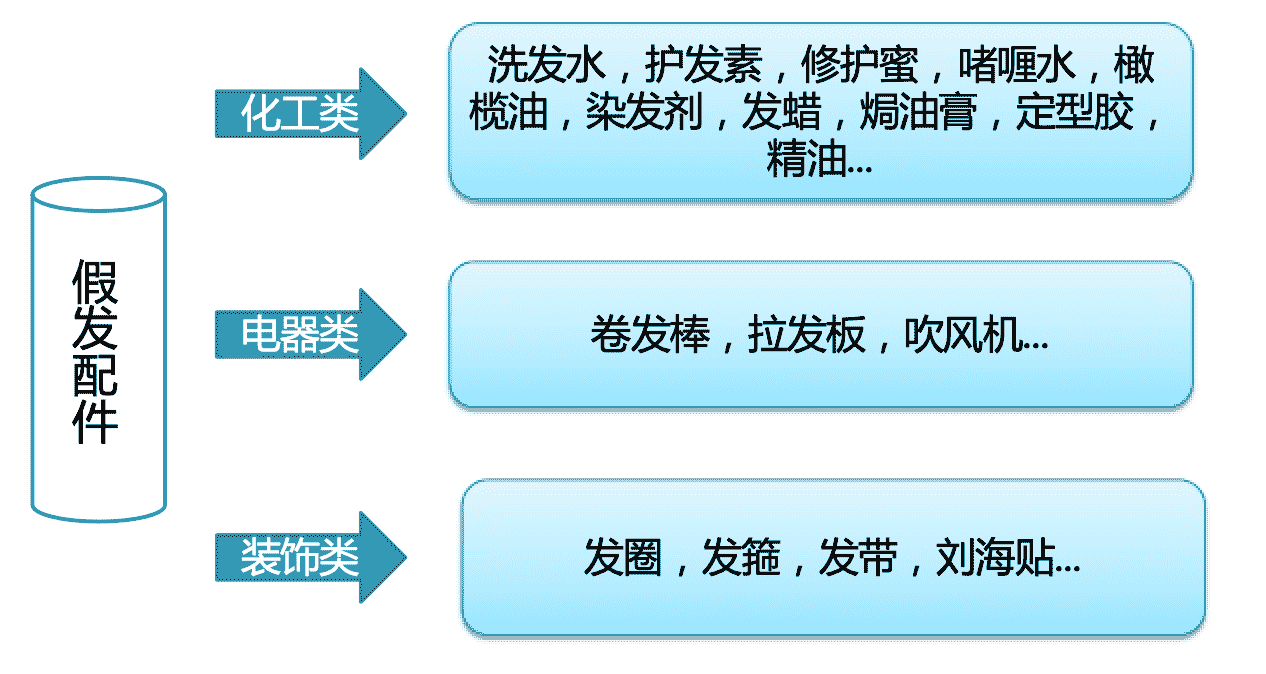 假发配件
化工类
洗发水，护发素，修护蜜，啫喱水，橄
榄油，染发剂，发蜡，焗油膏，定型胶，
精油...
电器类
卷发棒，拉发板，吹风机...
装饰类
发圈，发箍，发带，刘海贴...